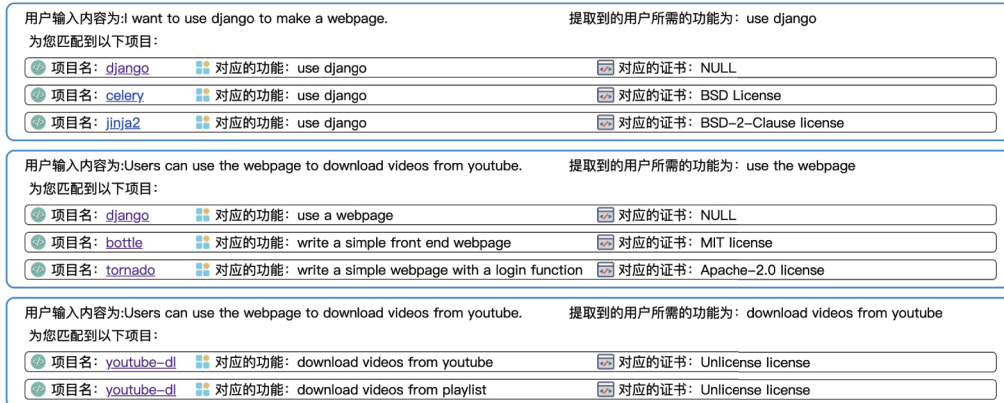 用户输入内容为:I want to use django to make a webpage. 提取到的用户所需的功能为：use django
为您匹配到以下项目：
项目名：django 对应的功能：use django 对应的证书：NULL
项目名：celery 对应的功能：use django 对应的证书：BSD License
项目名：jinja2 对应的功能：use django 对应的证书：BSD-2-Clause license
用户输入内容为:Users can use the webpage to download videos from youtube. 提取到的用户所需的功能为：use the webpage
为您匹配到以下项目：
项目名：django 对应的功能：use a webpage 对应的证书：NULL
项目名：bottle 对应的功能：write a simple front end webpage 对应的证书：MIT license
项目名：tornado 对应的功能：write a simple webpage with a login function 对应的证书：Apache-2.0 license
用户输入内容为:Users can use the webpage to download videos from youtube. 提取到的用户所需的功能为：download videos from youtube
为您匹配到以下项目：
项目名：youtube-dl 对应的功能：download videos from youtube 对应的证书：Unlicense license
项目名：youtube-dl 对应的功能：download videos from playlist 对应的证书：Unlicense license